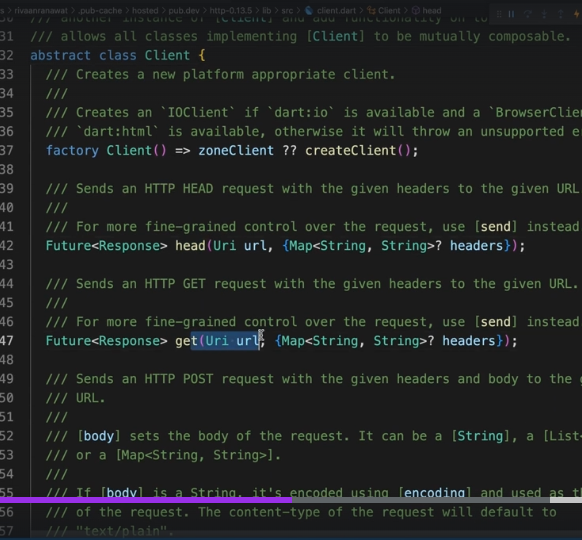 s › rivaanranawat › .pub-cache › hosted › pub.dev › http-0.13.5 › lib › src › client.dart › Client › head
30 /// another instance of [Client] and add functionality on to
31 /// allows all classes implementing [Client] to be mutually composable.
32 abstract class Client {
33 /// Creates a new platform appropriate client.
34 ///
35 /// Creates an `IOClient` if `dart:io` is available and a `BrowserClie
36 /// `dart:html` is available, otherwise it will throw an unsupported e
37 factory Client() => zoneClient ?? createClient();
38
39 /// Sends an HTTP HEAD request with the given headers to the given URL
40 ///
41 /// For more fine-grained control over the request, use [send] instead
42 Future<Response> head(Uri url, {Map<String, String>? headers});
43
44 /// Sends an HTTP GET request with the given headers to the given URL.
45 ///
46 /// For more fine-grained control over the request, use [send] instead
47 Future<Response> get(Uri url, {Map<String, String>? headers});
48
49 /// Sends an HTTP POST request with the given headers and body to the g
50 /// URL.
51 ///
52 /// [body] sets the body of the request. It can be a [String], a [List<
53 /// or a [Map<String, String>].
54 ///
55 /// If [body] is a String, it's encoded using [encoding] and used as th
56 /// of the request. The content-type of the request will default to
57 /// "text/plain".